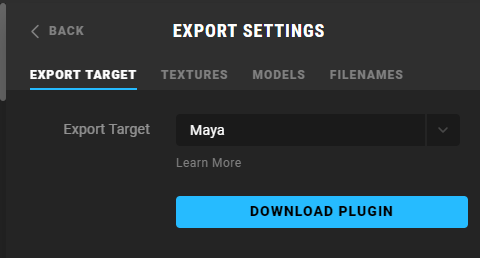 BACK
EXPORT SETTINGS
EXPORT TARGET TEXTURES MODELS FILENAMES
Export Target Maya
Learn More
DOWNLOAD PLUGIN